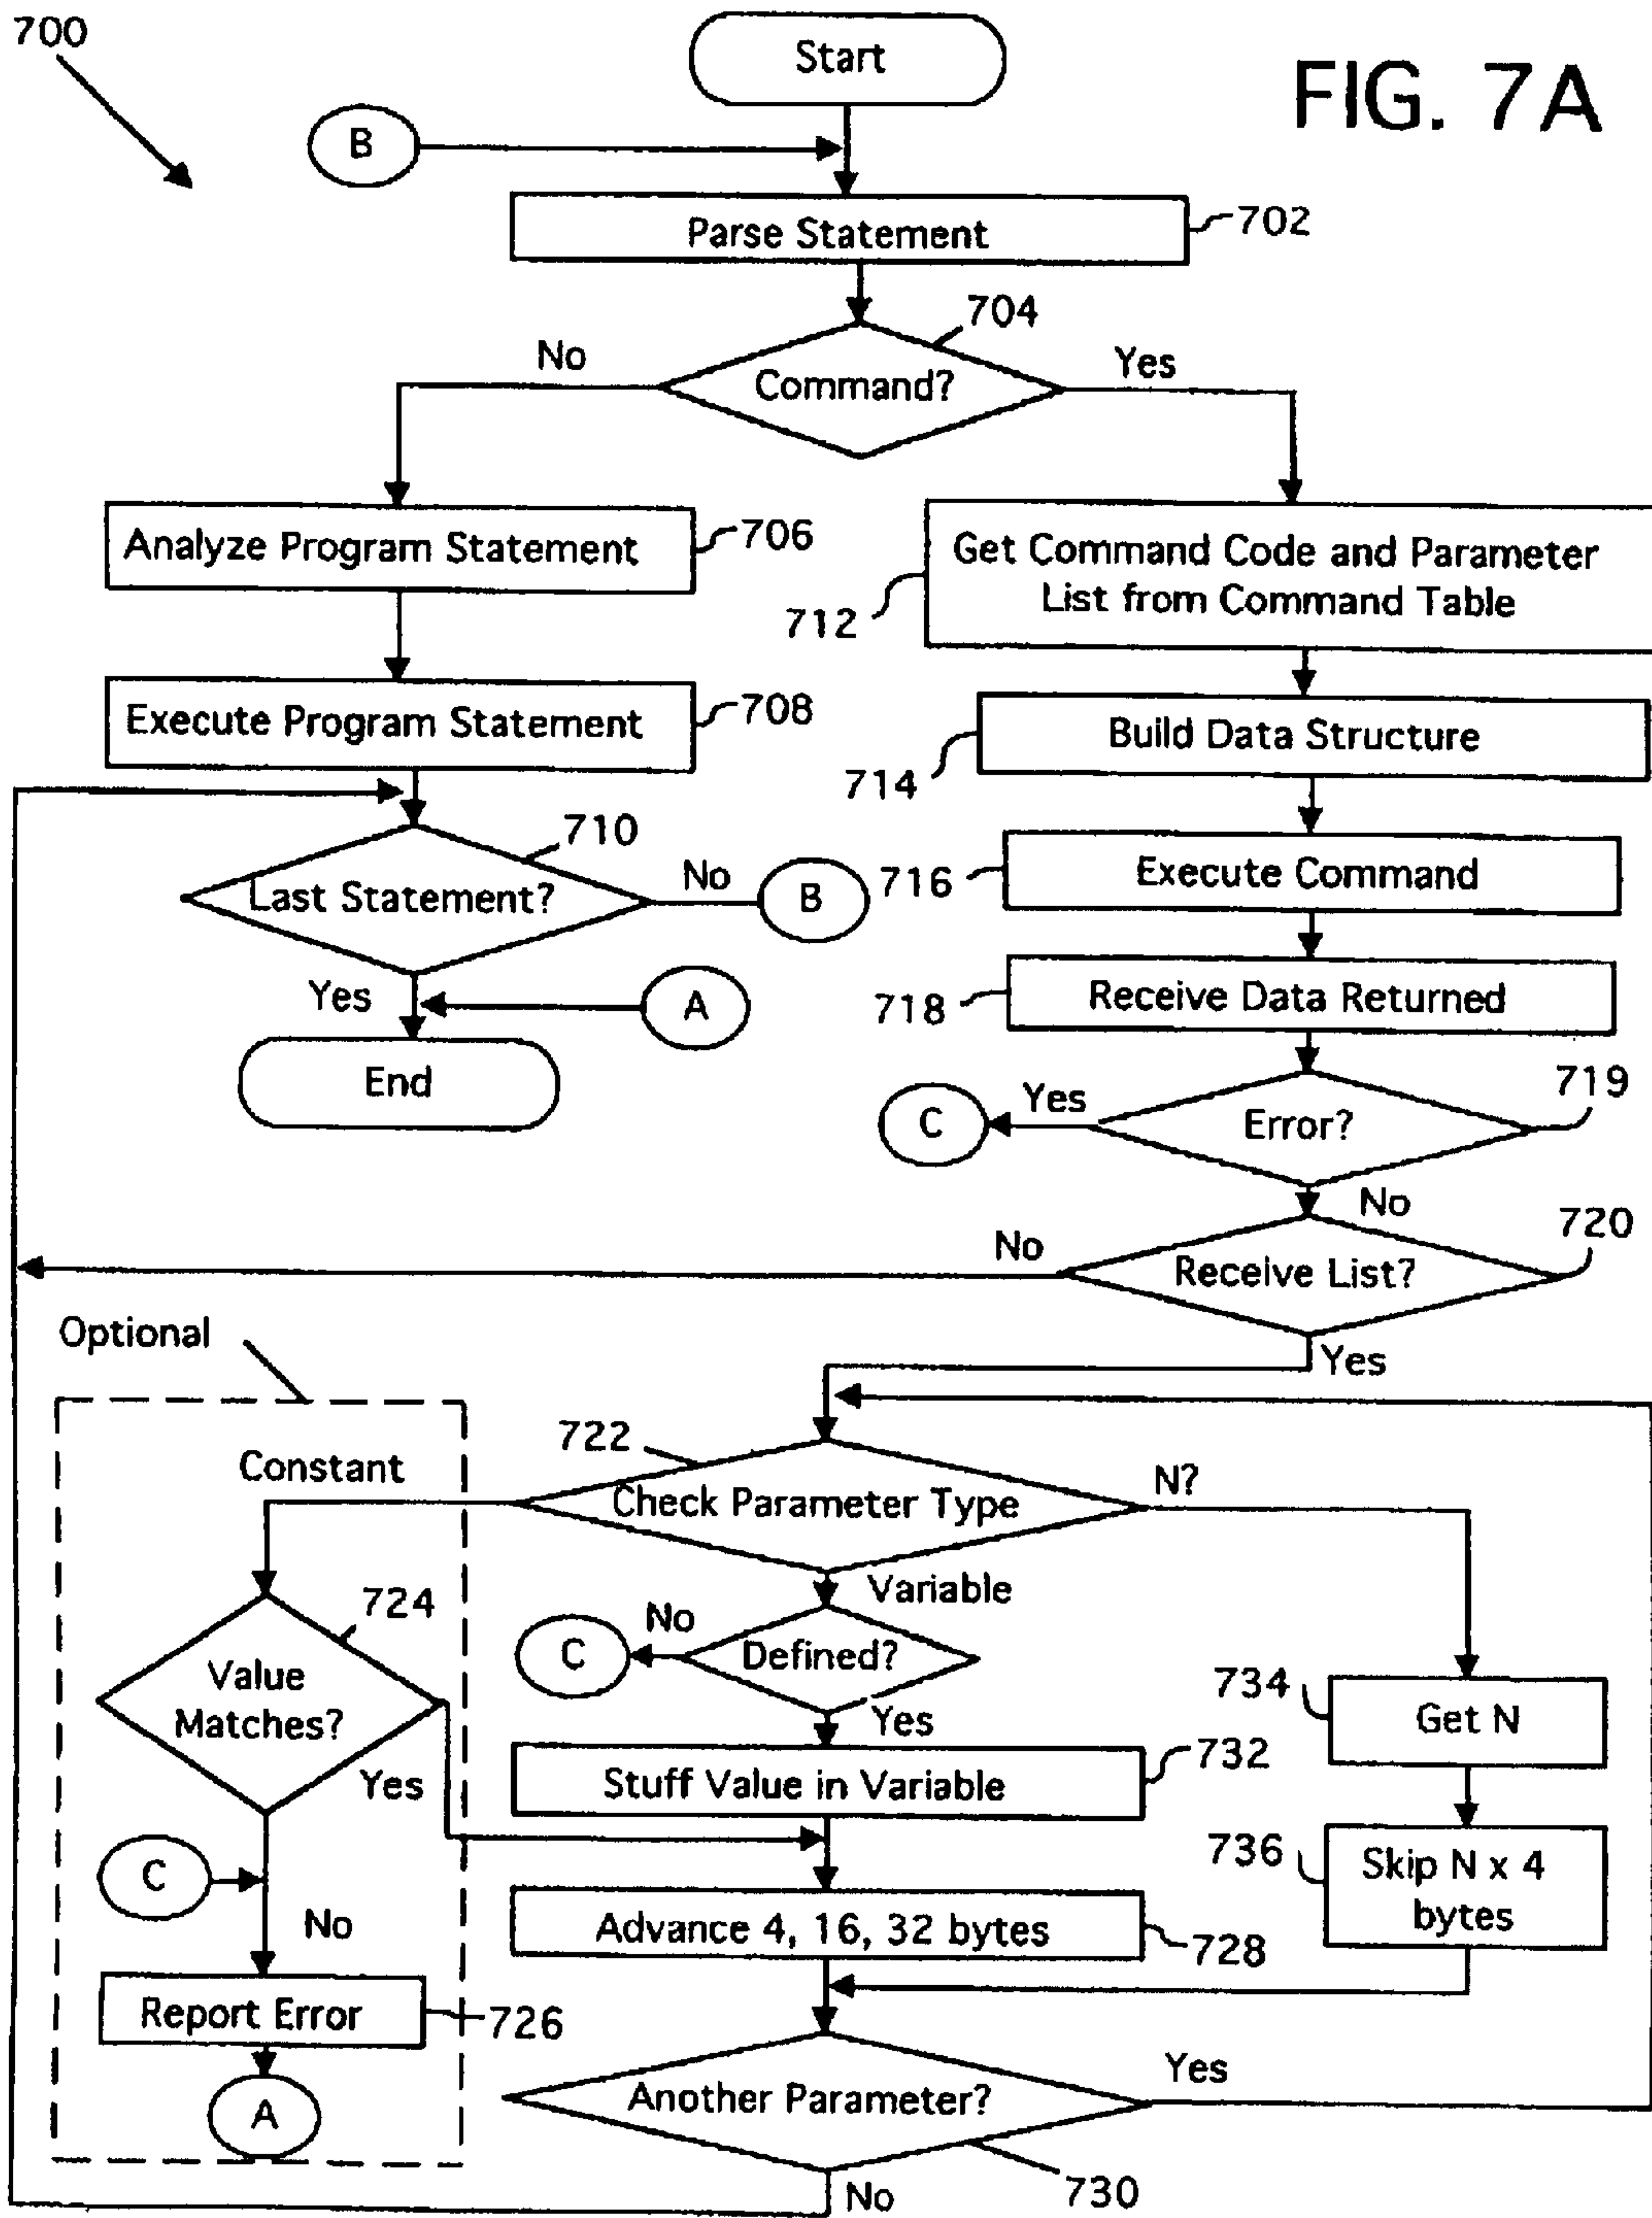 700
Start
FIG. 7A
B
Parse Statement
702
704
No
Command?
Yes
Analyze Program Statement
706
Get Command Code and Parameter
List from Command Table
712
Execute Program Statement
708
Build Data Structure
714
710
Last Statement?
No
B
716
Execute Command
Yes
A
718
Receive Data Returned
End
C
Yes
Error?
719
No
No
Receive List?
720
Optional
Yes
722
Constant
Check Parameter Type
N?
Variable
724
Value
Matches?
Yes
C
No
Defined?
Yes
734
Get N
Stuff Value in Variable
732
C
No
736
Skip N x 4
bytes
Advance 4, 16, 32 bytes
728
Report Error
726
A
Another Parameter?
Yes
No
730